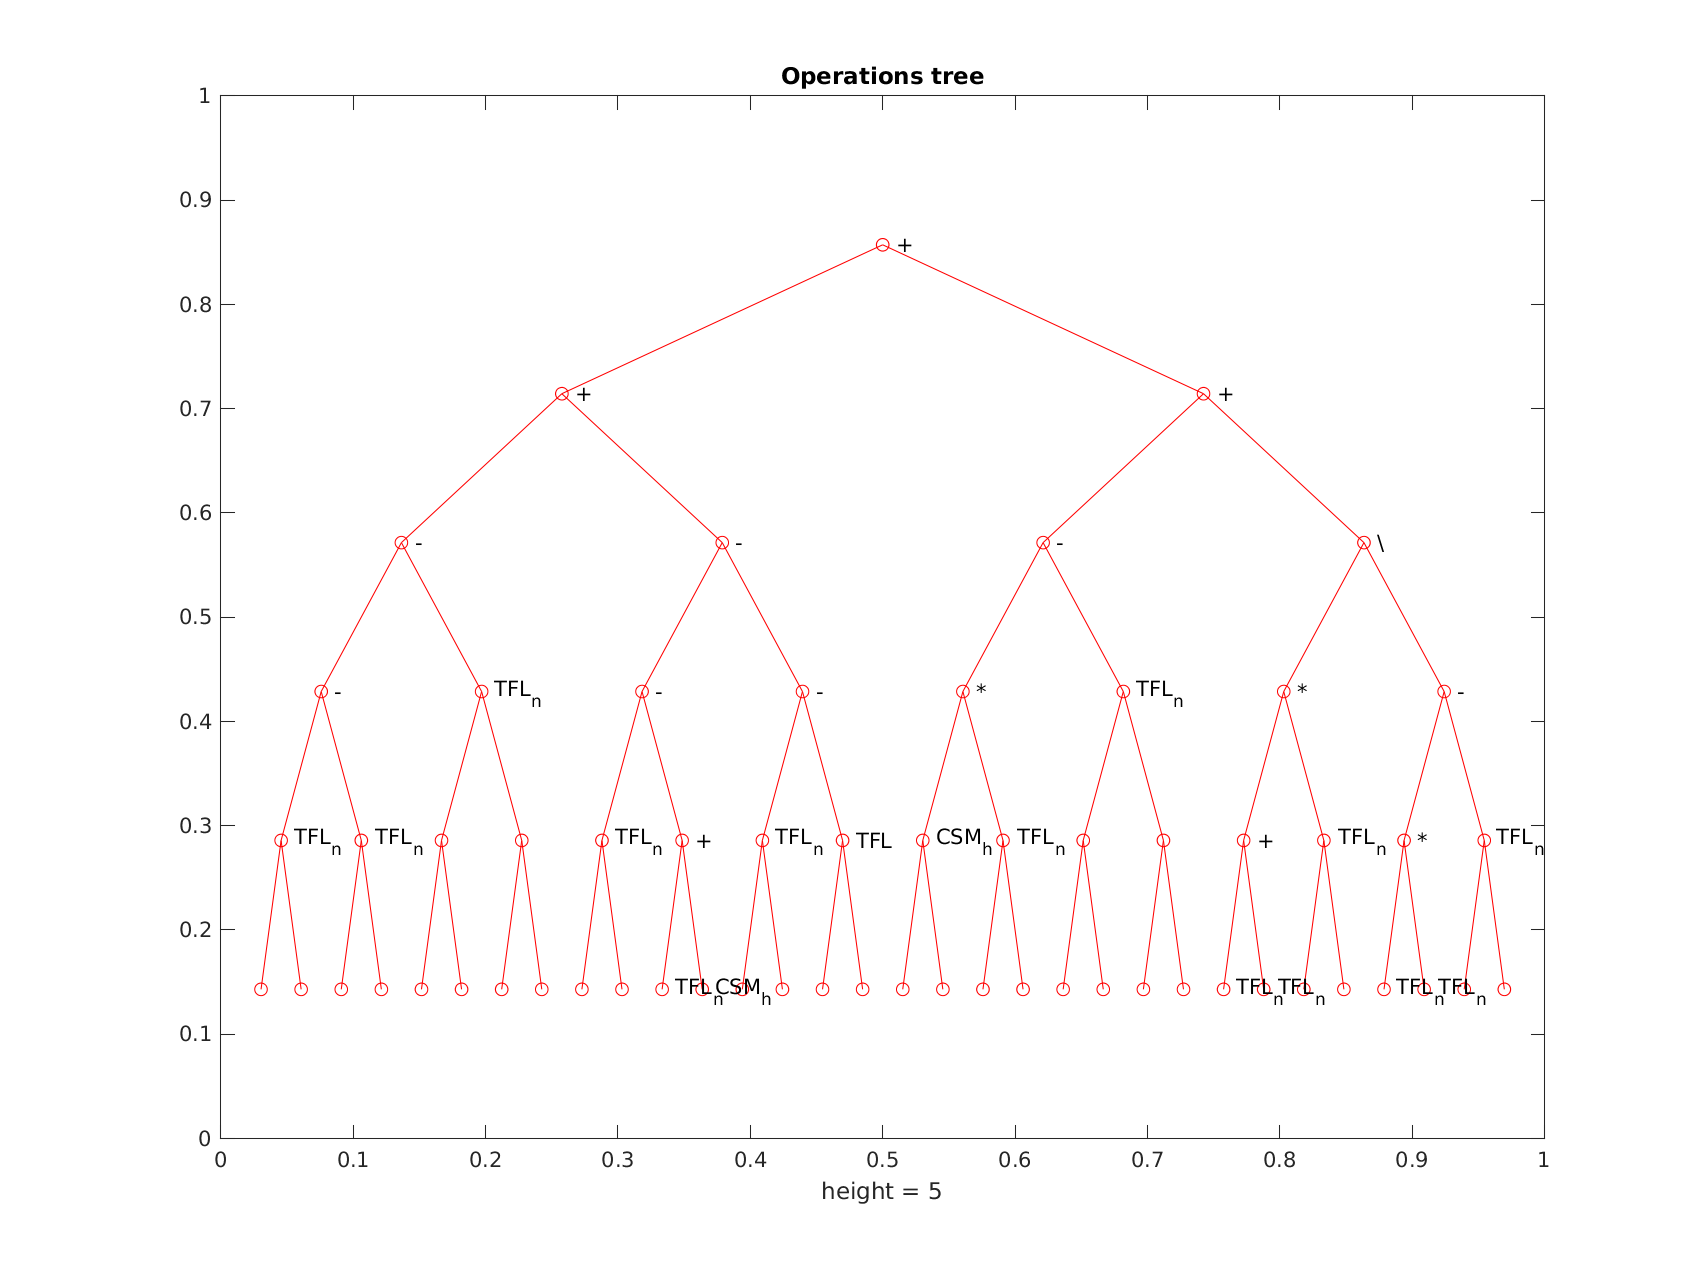 Operations tree
1
0.9
+
0.8
+ +
0.7
0.6
- - - \
0.5
- TFLn - - * TFLn * -
0.4
0.3
TFLn TFLn TFLn + TFLn TFL CSMh TFLn + TFLn * TFLn
0.2
TFLn CSMh TFLn TFLn TFLn TFLn
0.1
0
0 0.1 0.2 0.3 0.4 0.5 0.6 0.7 0.8 0.9 1
height = 5